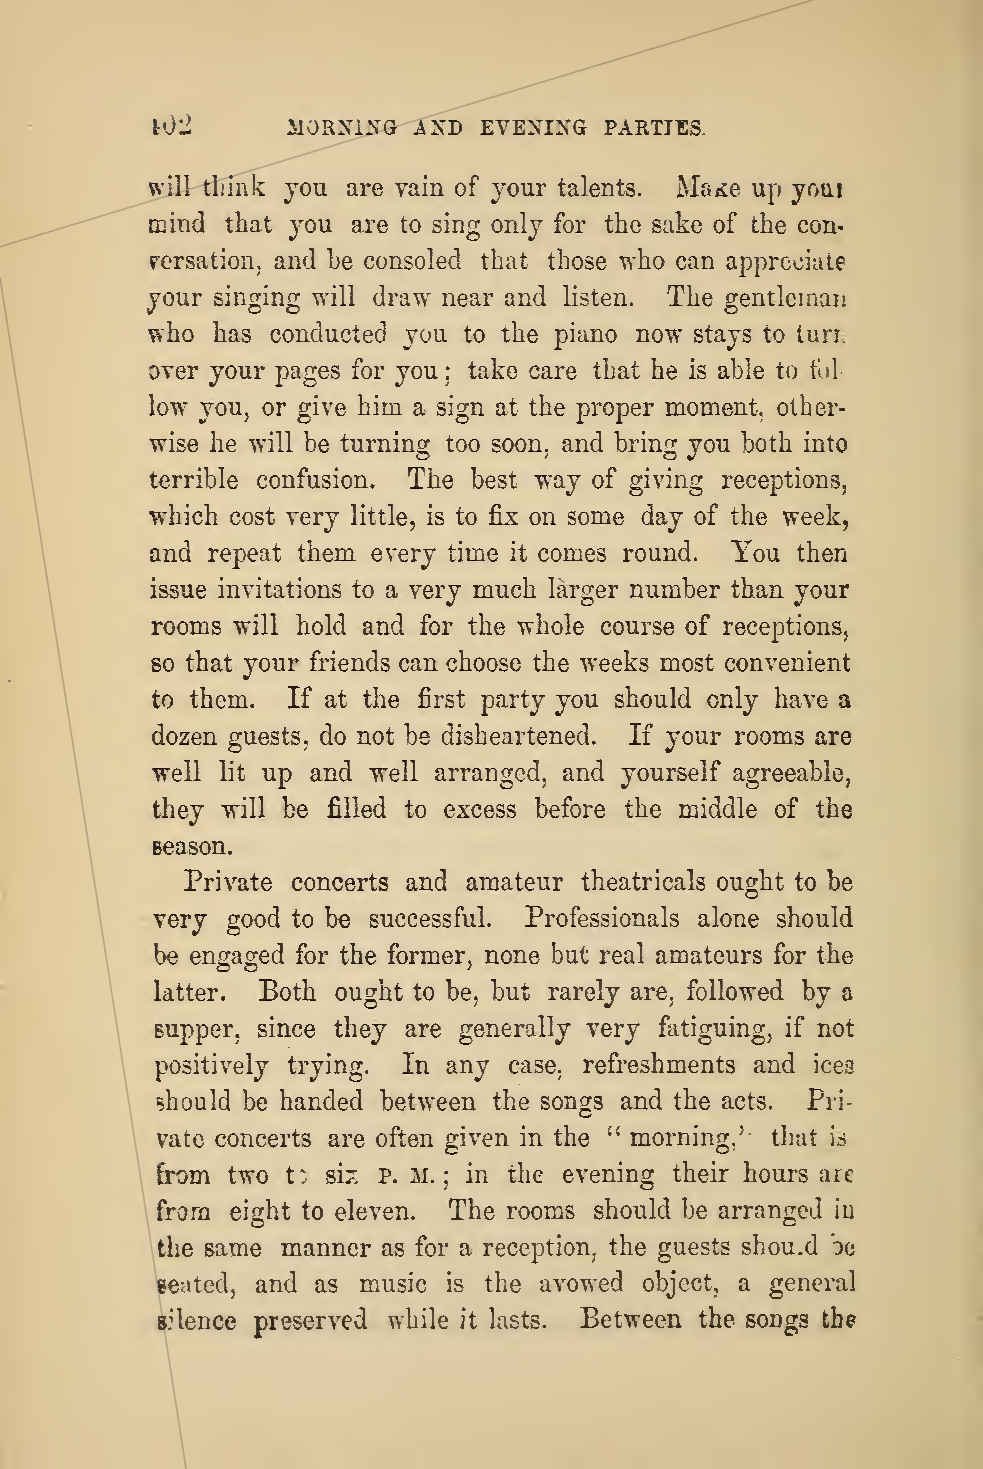 102 MORNING AND EVENING PARTIES.
will think you are vain of your talents. Make up your
mind that you are to sing only for the sake of the con-
versation, and be consoled that those who can appreciate
your singing will draw near and listen. The gentleman
who has conducted you to the piano now stays to turn
over your pages for you; take care that he is able to fol-
low you, or give him a sign at the proper moment, other-
wise he will be turning too soon, and bring you both into
terrible confusion. The best way of giving receptions,
which cost very little, is to fix on some day of the week,
and repeat them every time it comes round. You then
issue invitations to a very much larger number than your
rooms will hold and for the whole course of receptions,
so that your friends can choose the weeks most convenient
to them. If at the first party you should only have a
dozen guests, do not be disheartened. If your rooms are
well lit up and well arranged, and yourself agreeable,
they will be filled to excess before the middle of the
season.
Private concerts and amateur theatricals ought to be
very good to be successful. Professionals alone should
be engaged for the former, none but real amateurs for the
latter. Both ought to be, but rarely are, followed by a
supper, since they are generally very fatiguing, if not
positively trying. In any case, refreshments and ices
should be handed between the songs and the acts. Pri-
vate concerts are often given in the "morning," that is
from two to six P. M.; in the evening their hours are
from eight to eleven. The rooms should be arranged in
the same manner as for a reception, the guests should be
seated, and as music is the avowed object, a general
silence preserved while it lasts. Between the songs the